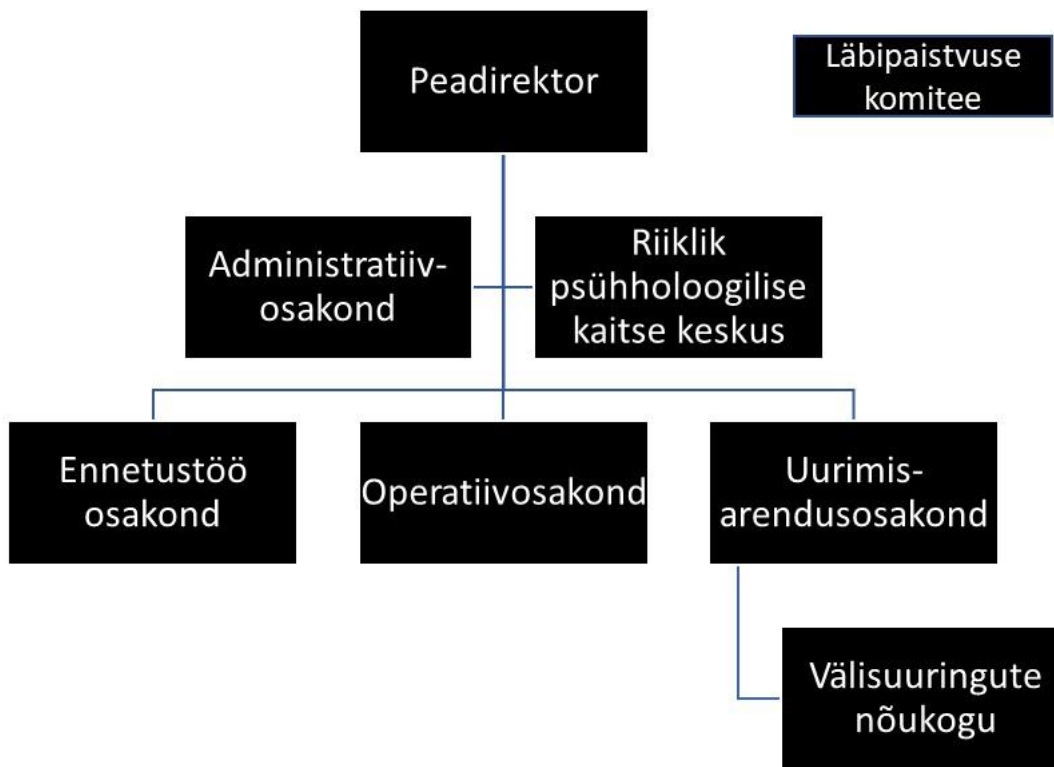 Peadirektor
Läbipaistvuse
komitee
Administratiiv-
osakond
Riiklik
psühholoogilise
kaitse keskus
Ennetustöö
osakond
Operatiivosakond
Uurimis-
arendusosakond
Välisuuringute
nõukogu